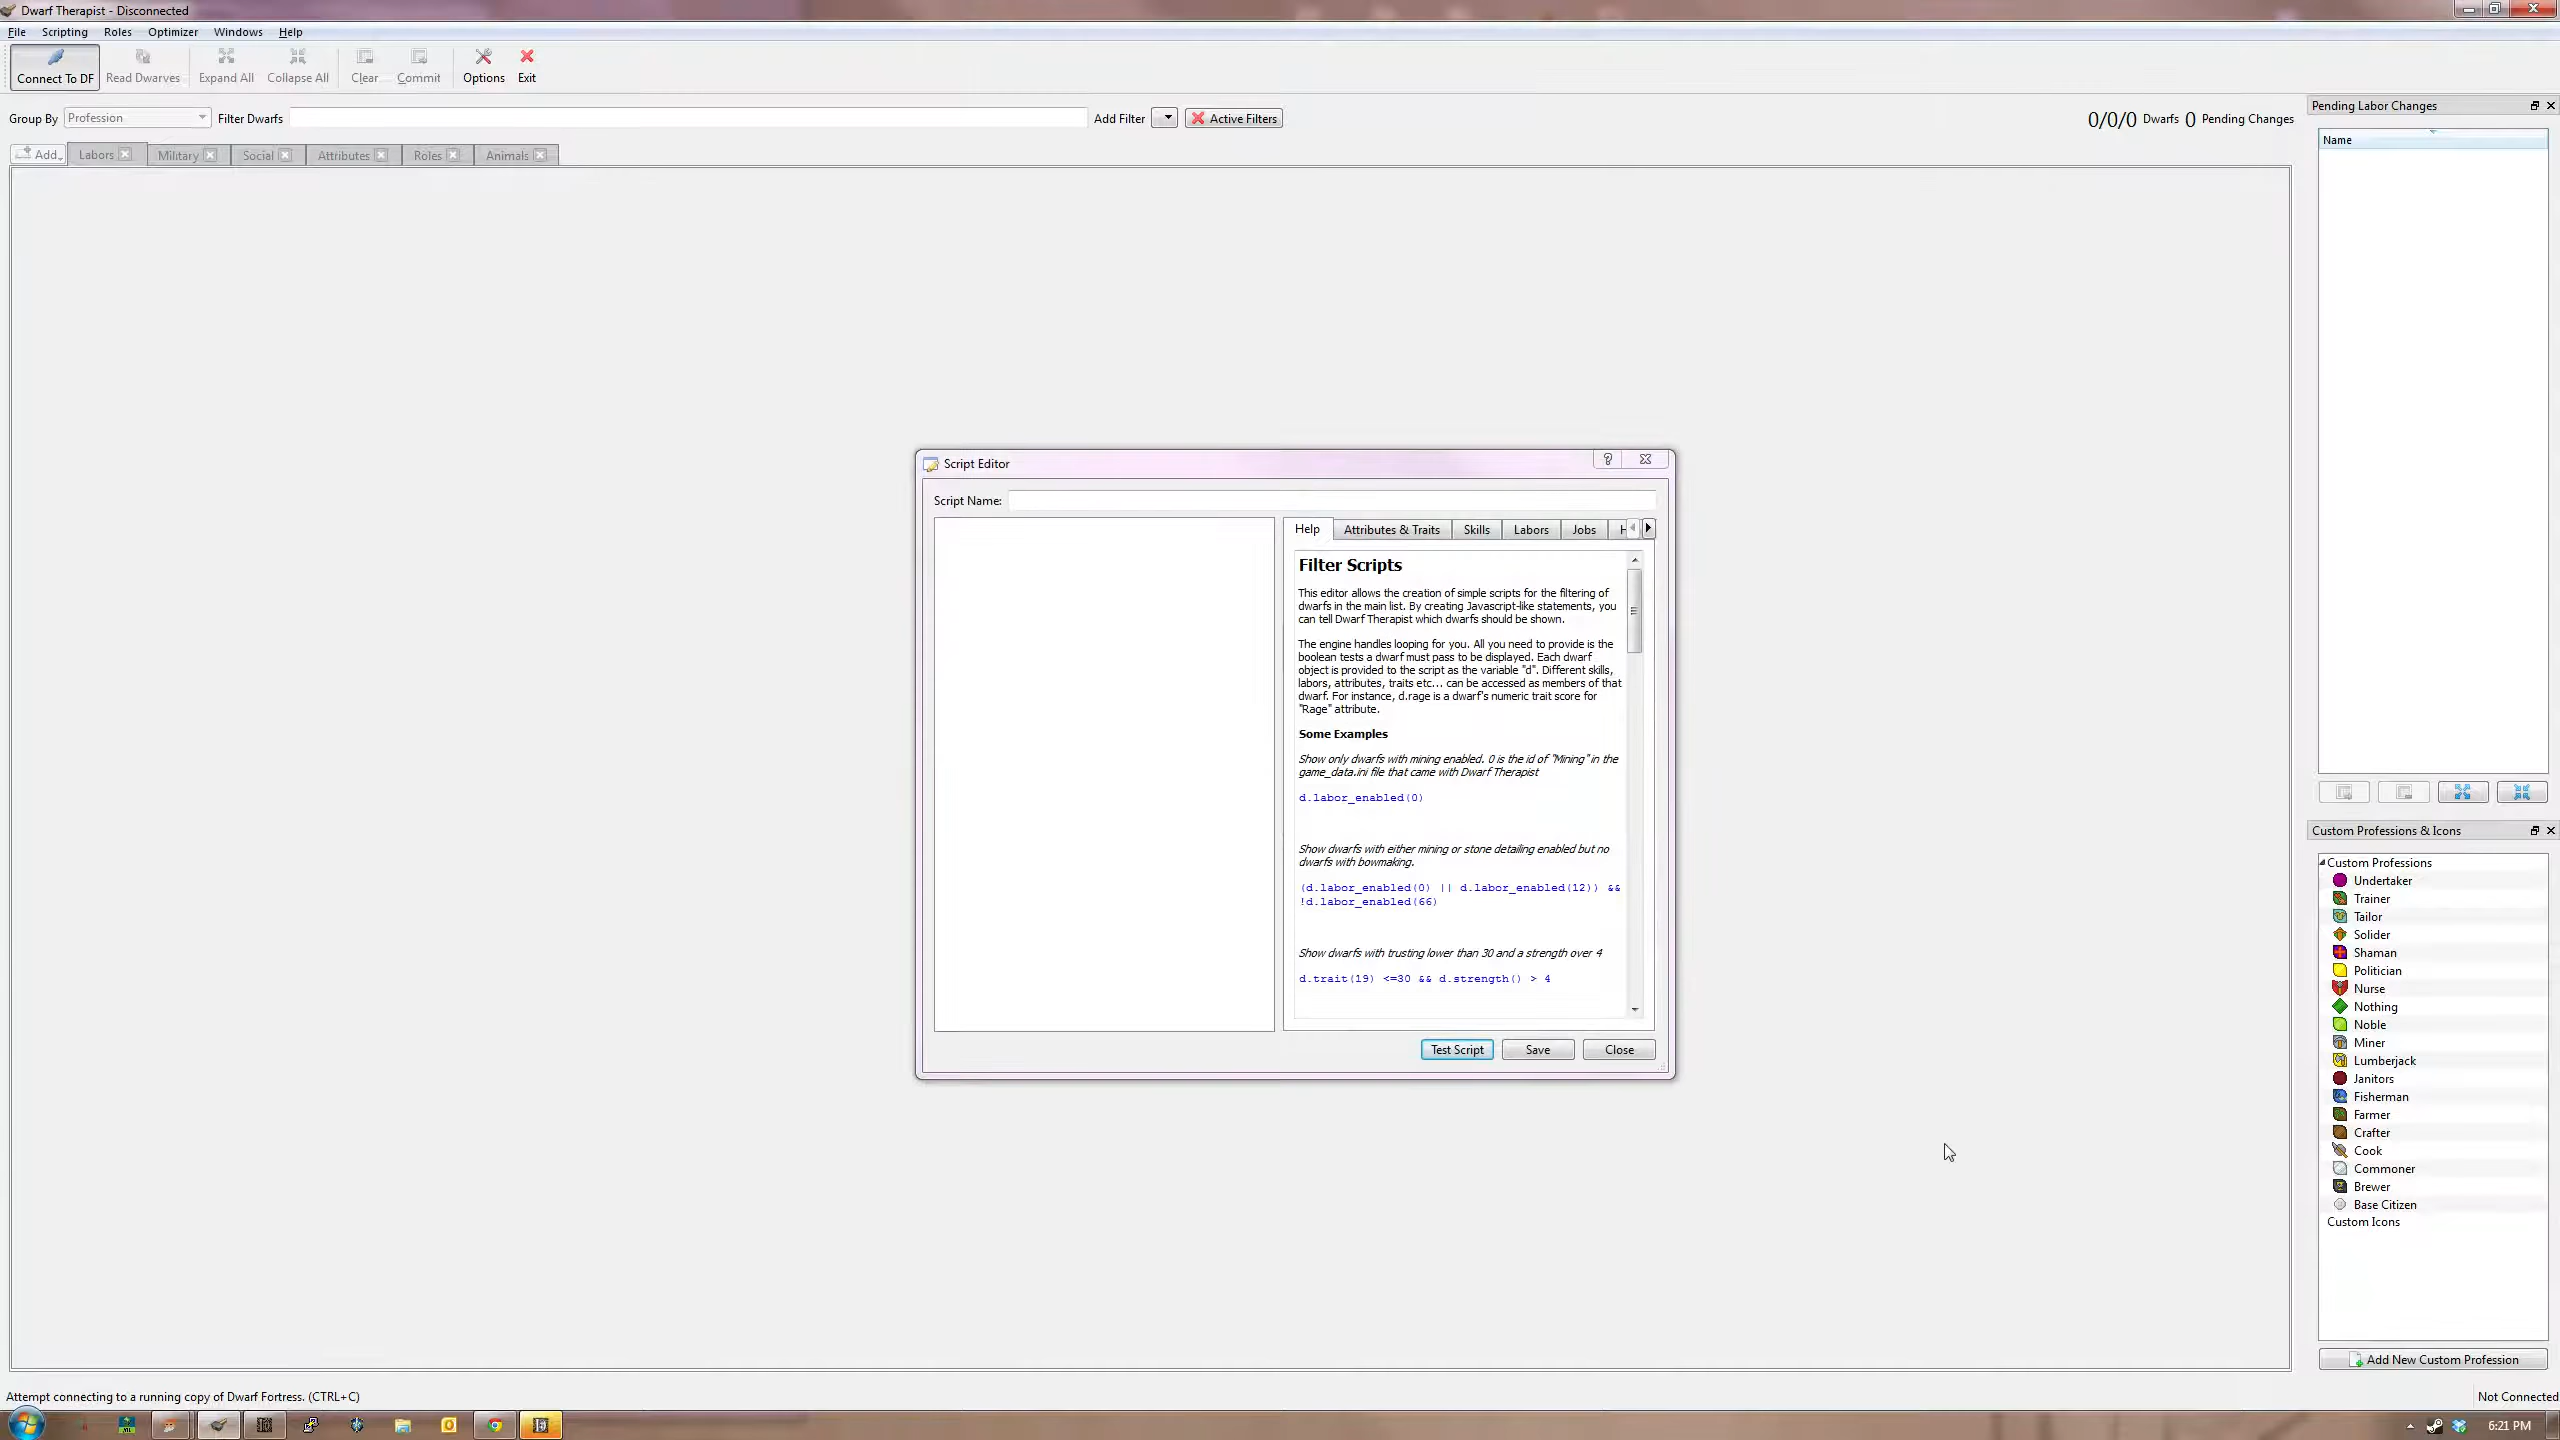 Dwarf Therapist - Disconnected
File Scripting Roles Optimizer Windows Help
Connect To DF Read Dwarves Expand All Collapse All Clear Commit Options Exit
Group By Profession Filter Dwarfs Add Filter Active Filters 0/0/0 Dwarfs 0 Pending Changes
Add Labors Military Social Attributes Roles Animals
Pending Labor Changes
Name
Script Editor
Script Name:
Help Attributes & Traits Skills Labors Jobs
Filter Scripts
This editor allows the creation of simple scripts for the filtering of
dwarfs in the main list. By creating Javascript-like statements, you
can tell Dwarf Therapist which dwarfs should be shown.
The engine handles looping for you. All you need to provide is the
boolean tests a dwarf must pass to be displayed. Each dwarf
object is provided to the script as the variable "d". Different skills,
labors, attributes, traits etc... can be accessed as members of that
dwarf. For instance, d.rage is a dwarf's numeric trait score for
"Rage" attribute.
Some Examples
Show only dwarfs with mining enabled. 0 is the id of "Mining" in the
game_data.ini file that came with Dwarf Therapist
d.labor_enabled(0)
Show dwarfs with either mining or stone detailing enabled but no
dwarfs with bowmaking.
(d.labor_enabled(0) || d.labor_enabled(12)) &&
!d.labor_enabled(66)
Show dwarfs with trusting lower than 30 and a strength over 4
d.trait(19) <=30 && d.strength() > 4
Test Script Save Close
Custom Professions & Icons
Custom Professions
Undertaker
Trainer
Tailor
Solider
Shaman
Politician
Nurse
Nothing
Noble
Miner
Lumberjack
Janitors
Fisherman
Farmer
Crafter
Cook
Commoner
Brewer
Base Citizen
Custom Icons
Add New Custom Profession
Attempt connecting to a running copy of Dwarf Fortress. (CTRL+C)
Not Connected
6:21 PM